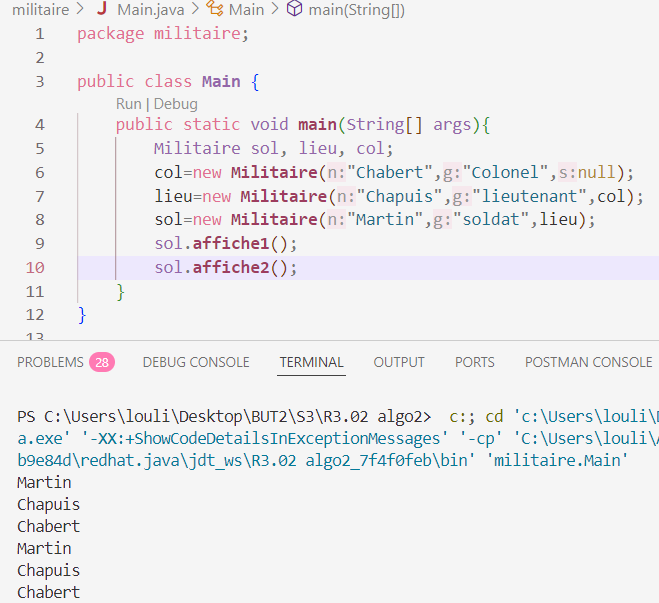 militaire > J Main.java > Main > main(String[])
1 package militaire;
2
3 public class Main {
Run | Debug
4 public static void main(String[] args){
5 Militaire sol, lieu, col;
6 col=new Militaire(n:"Chabert",g:"Colonel",s:null);
7 lieu=new Militaire(n:"Chapuis",g:"lieutenant",col);
8 sol=new Militaire(n:"Martin",g:"soldat",lieu);
9 sol.affiche1();
10 sol.affiche2();
11 }
12 }
13
PROBLEMS 28 DEBUG CONSOLE TERMINAL OUTPUT PORTS POSTMAN CONSOLE
PS C:\Users\louli\Desktop\BUT2\S3\R3.02 algo2> c:; cd 'c:\Users\louli\
a.exe' '-XX:+ShowCodeDetailsInExceptionMessages' '-cp' 'C:\Users\louli\
b9e84d\redhat.java\jdt_ws\R3.02 algo2_7f4f0feb\bin' 'militaire.Main'
Martin
Chapuis
Chabert
Martin
Chapuis
Chabert